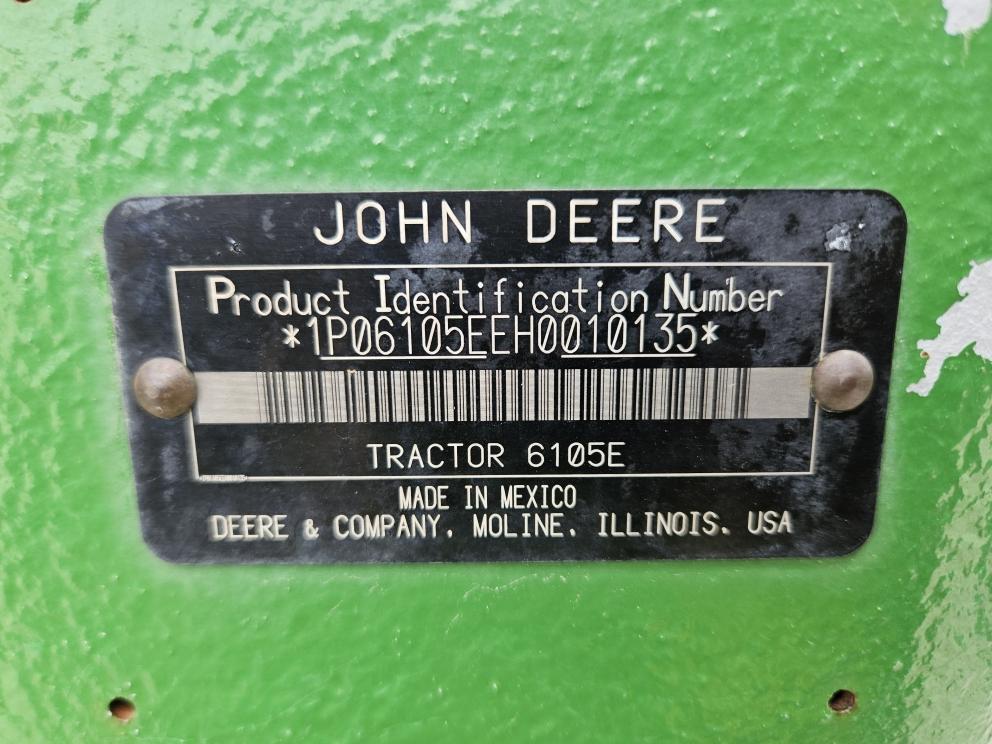 JOHN DEERE
Product Identification Number
*1P06105EEH0010135*
TRACTOR 6105E
MADE IN MEXICO
DEERE & COMPANY. MOLINE. ILLINOIS. USA